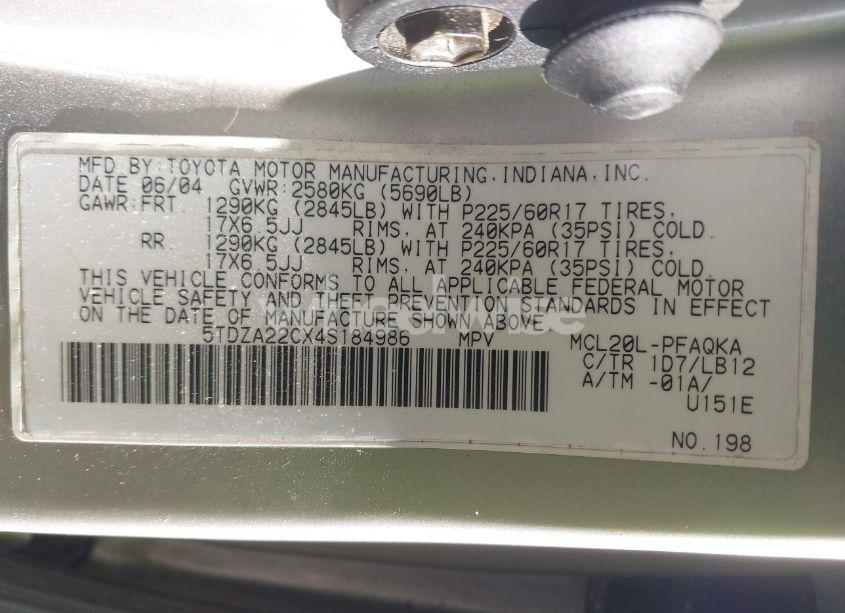 MFD BY:TOYOTA MOTOR MANUFACTURING,INDIANA,INC.
DATE 06/04 GVWR:2580KG (5690LB)
GAWR:FRT. 1290KG (2845LB) WITH P225/60R17 TIRES,
17X6.5JJ RIMS, AT 240KPA (35PSI) COLD.
RR. 1290KG (2845LB) WITH P225/60R17 TIRES,
17X6.5JJ RIMS, AT 240KPA (35PSI) COLD.
THIS VEHICLE CONFORMS TO ALL APPLICABLE FEDERAL MOTOR
VEHICLE SAFETY AND THEFT PREVENTION STANDARDS IN EFFECT
ON THE DATE OF MANUFACTURE SHOWN ABOVE.
5TDZA22CX4S184986 MPV MCL20L-PFAQKA
C/TR 1D7/LB12
A/TM -01A/
U151E
NO.198